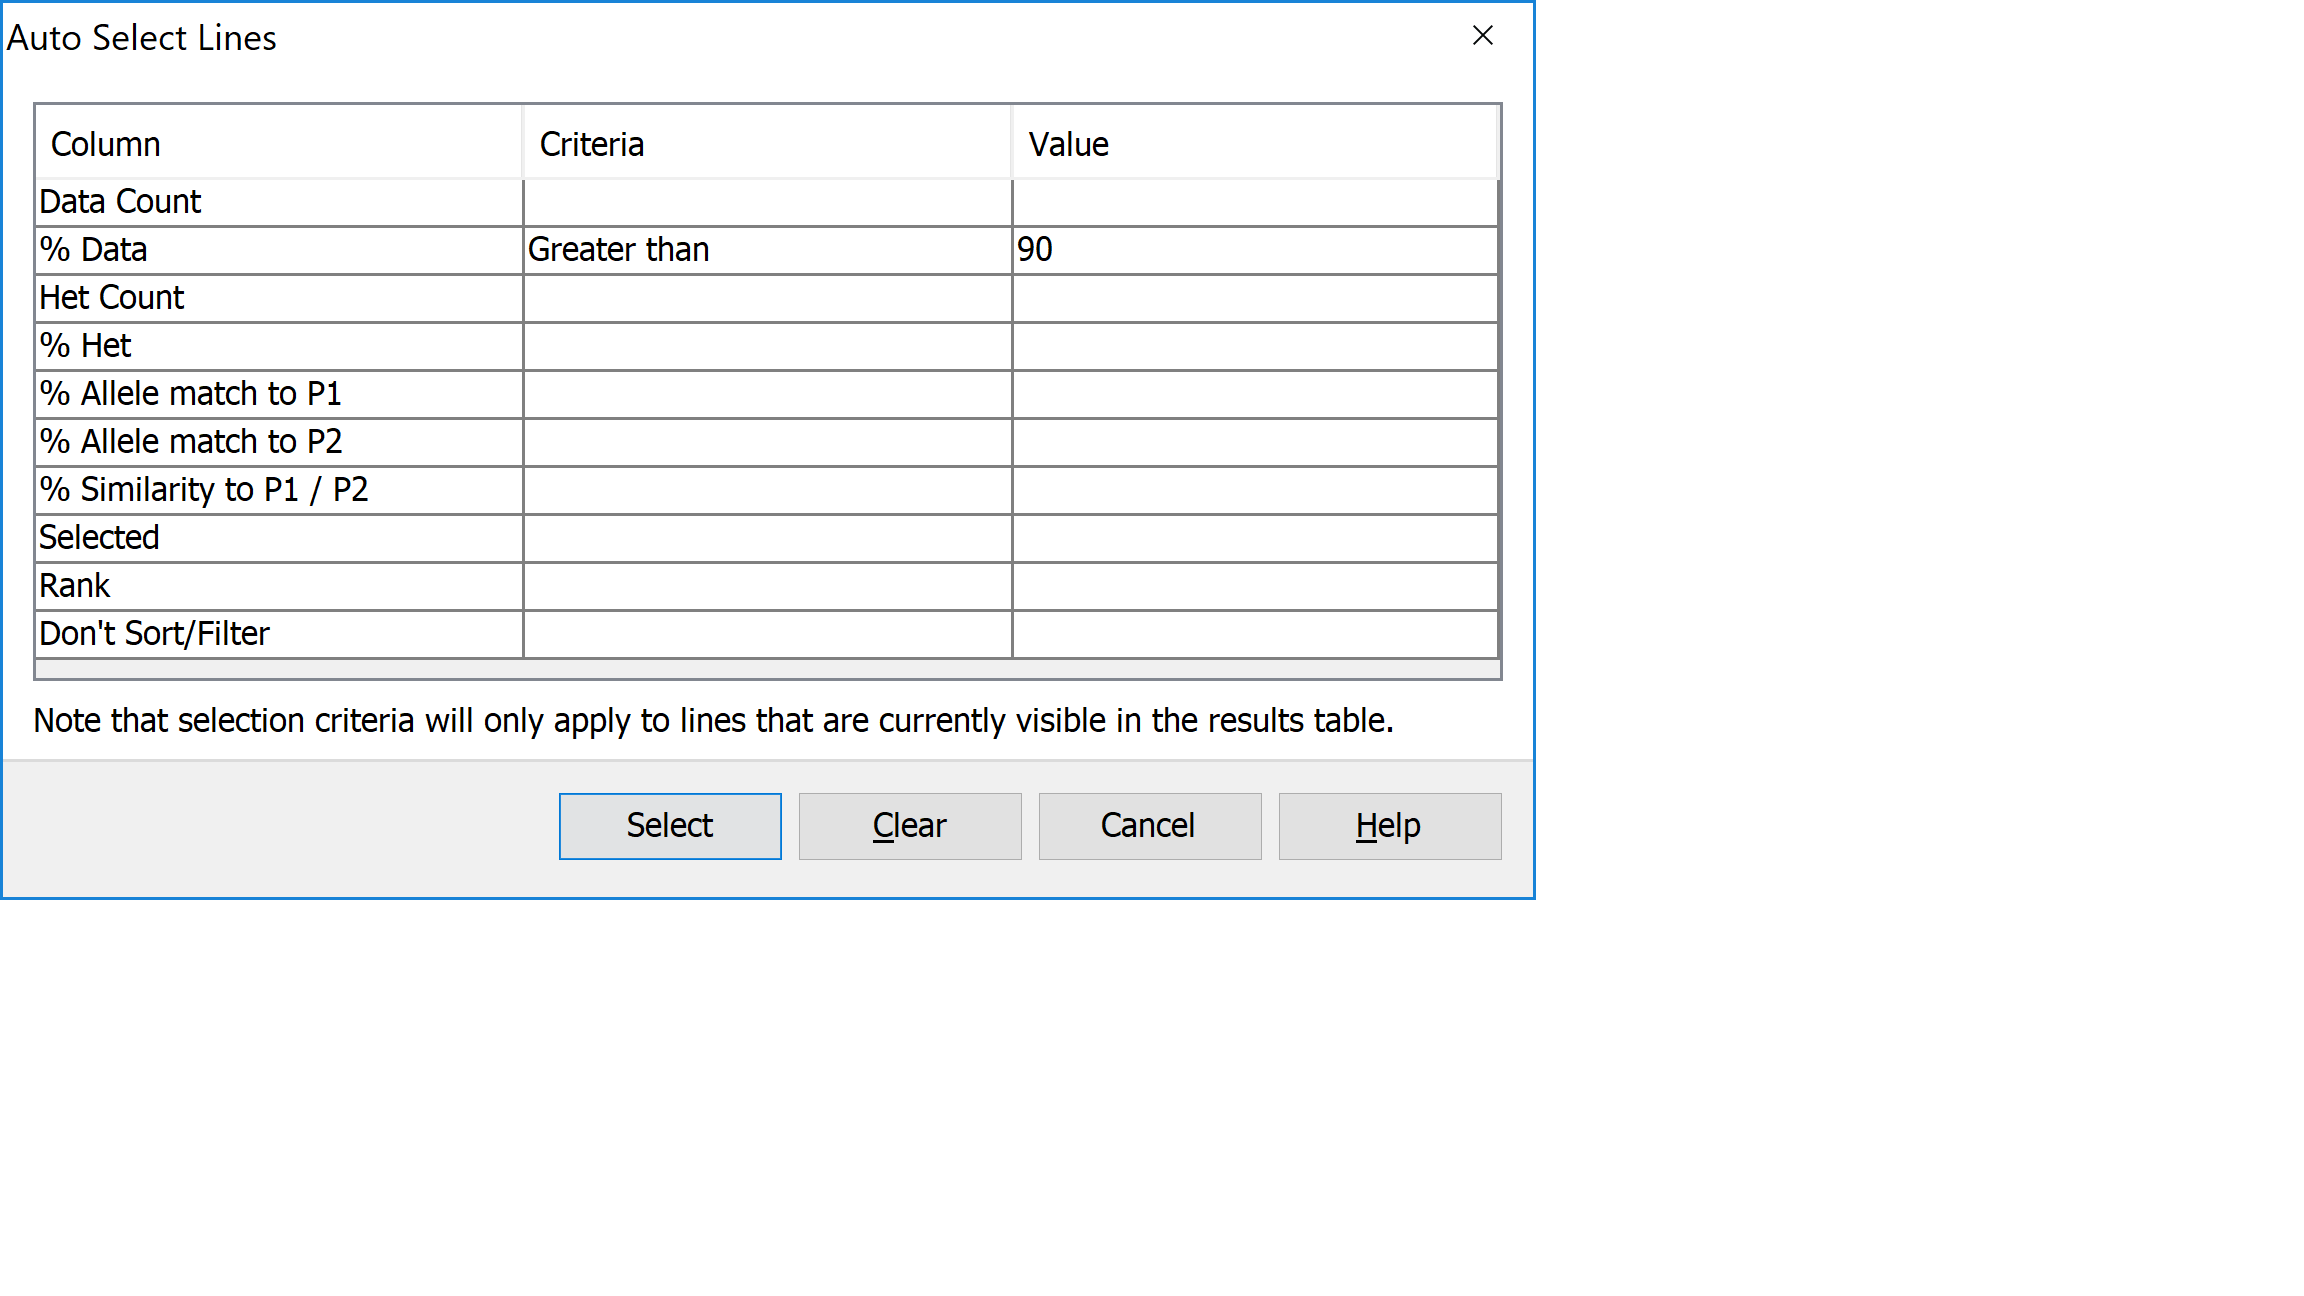 Auto Select Lines
Column Criteria Value
Data Count
% Data Greater than 90
Het Count
% Het
% Allele match to P1
% Allele match to P2
% Similarity to P1 / P2
Selected
Rank
Don't Sort/Filter
Note that selection criteria will only apply to lines that are currently visible in the results table.
Select Clear Cancel Help